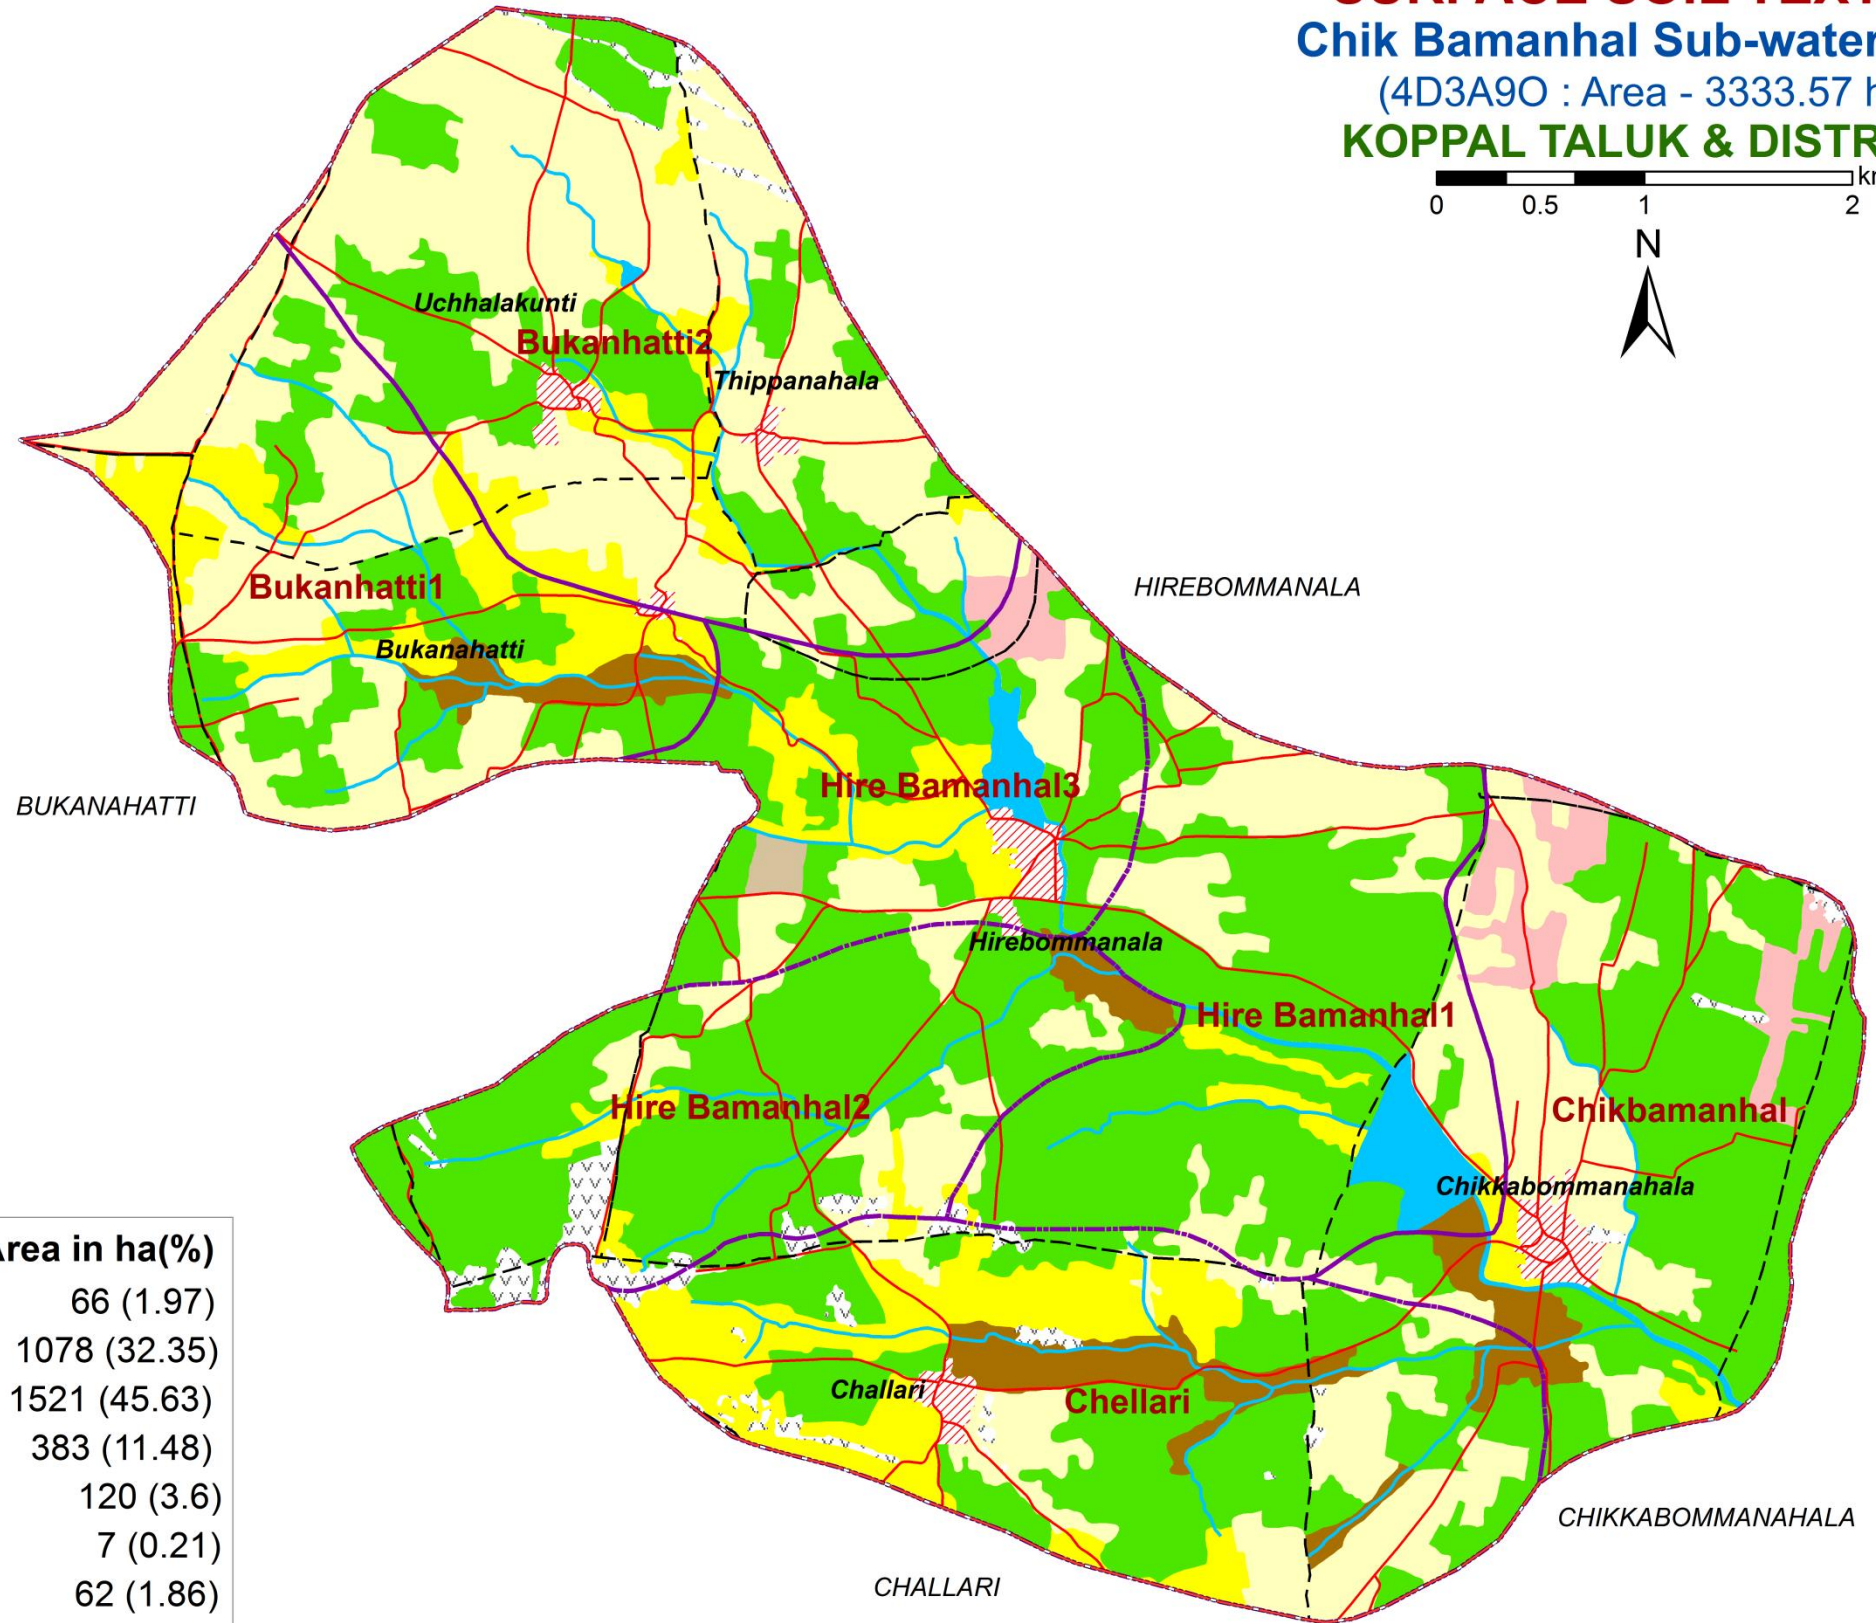 Chik Bamanhal Sub-water
(4D3A9O : Area - 3333.57 h
KOPPAL TALUK & DISTR
km
0 0.5 1 2
N
Uchhalakunti
Bukanhatti2
Thippanahala
HIREBOMMANALA
Bukanhatti1
Bukanahatti
BUKANAHATTI
Hire Bamanhal3
Hirebommanala
Hire Bamanhal1
Hire Bamanhal2
Chikbamanhal
Chikkabommanahala
Challari
Chellari
CHIKKABOMMANAHALA
CHALLARI
Area in ha(%)
66 (1.97)
1078 (32.35)
1521 (45.63)
383 (11.48)
120 (3.6)
7 (0.21)
62 (1.86)